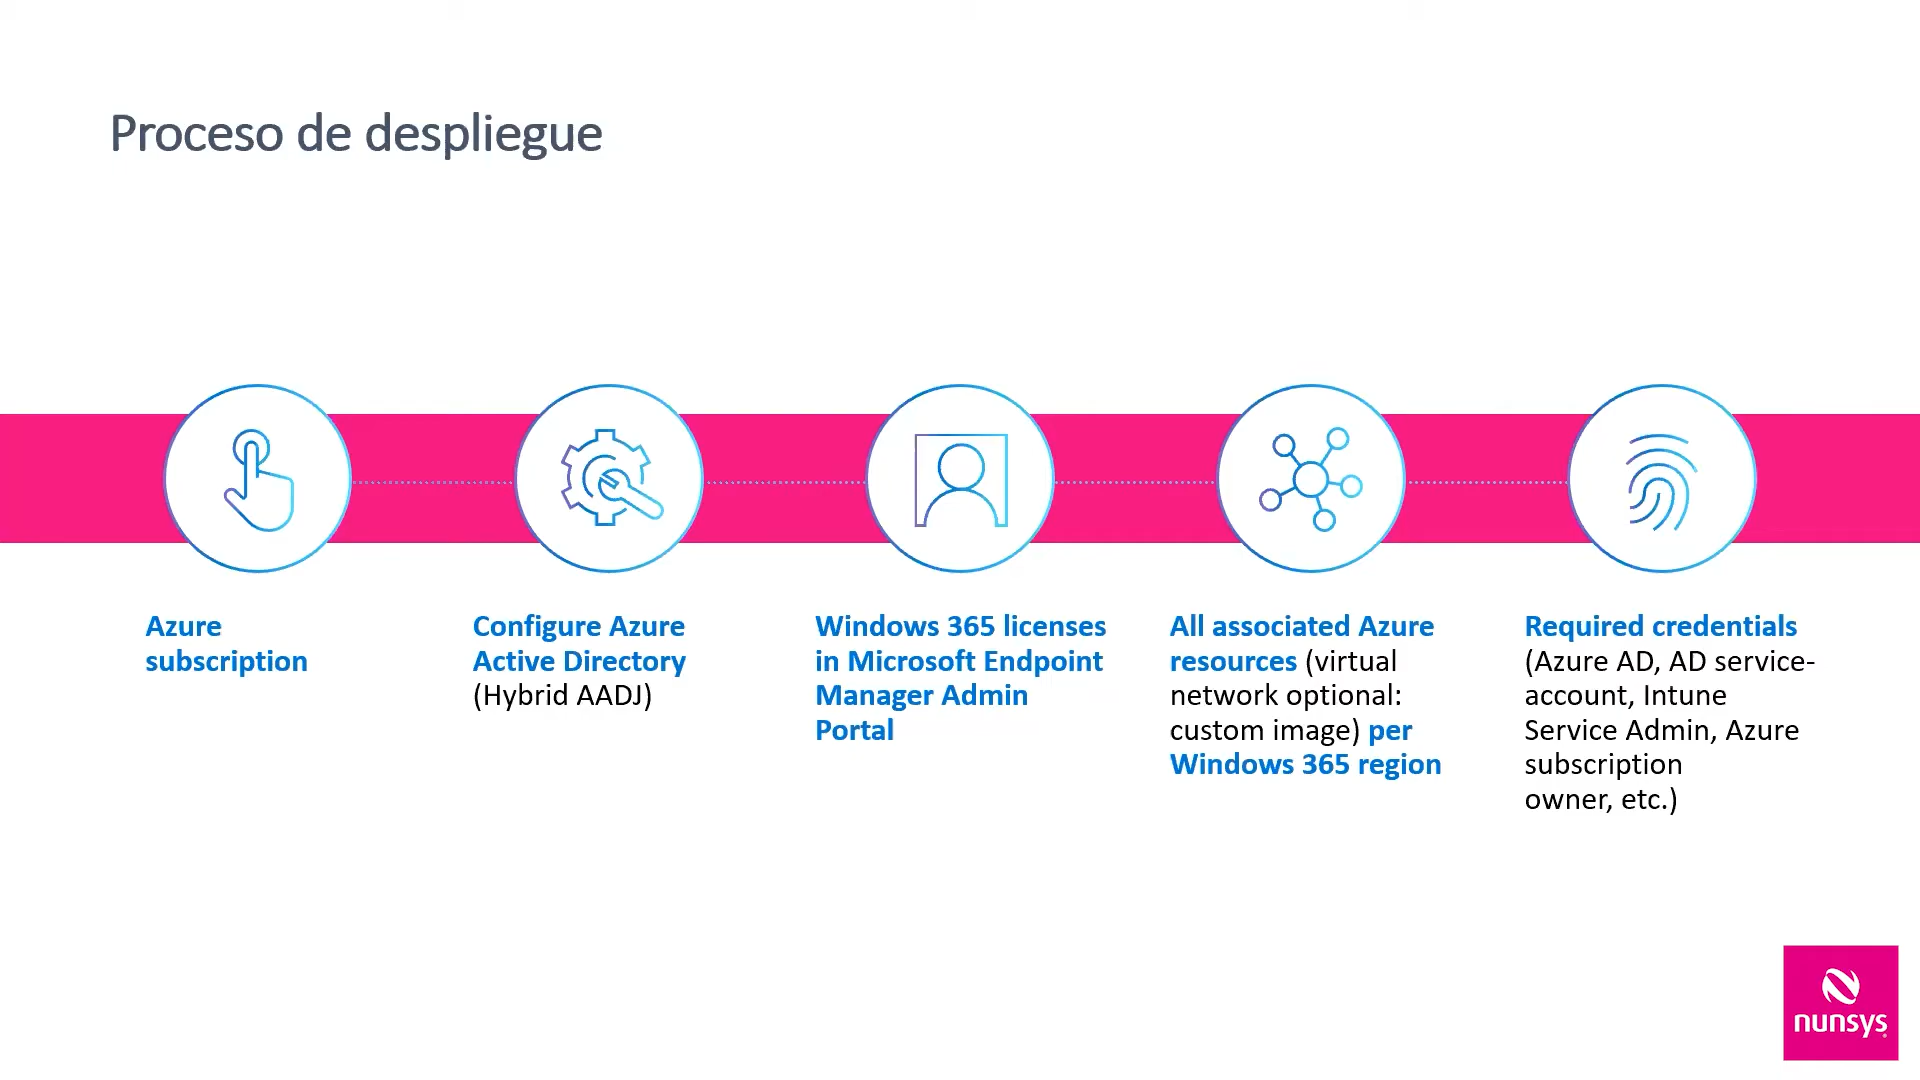 Proceso de despliegue
Azure
subscription
Configure Azure
Active Directory
(Hybrid AADJ)
Windows 365 licenses
in Microsoft Endpoint
Manager Admin
Portal
All associated Azure
resources (virtual
network optional:
custom image) per
Windows 365 region
Required credentials
(Azure AD, AD service-
account, Intune
Service Admin, Azure
subscription
owner, etc.)
nunsys